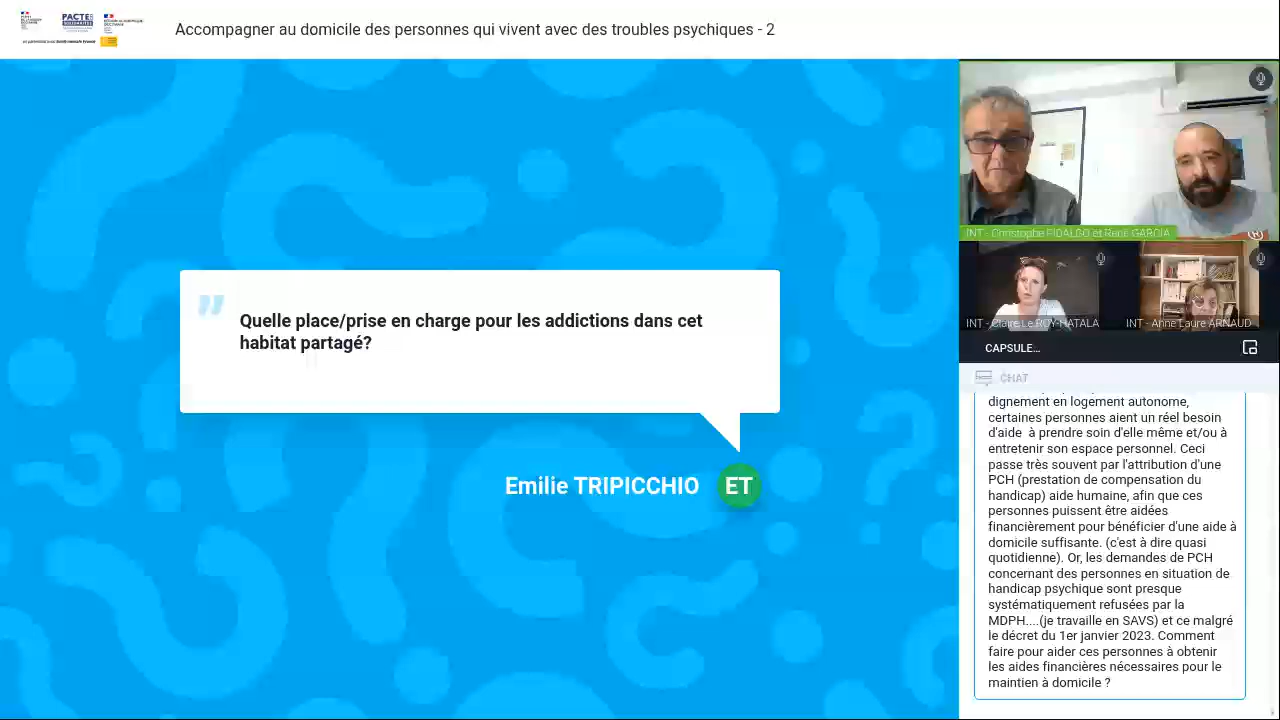 PACTE
SOLIDARITÉS
Accompagner au domicile des personnes qui vivent avec des troubles psychiques - 2
Quelle place/prise en charge pour les addictions dans cet
habitat partagé?
Emilie TRIPICCHIO
ET
INT - Christophe FIDALGO et René GARCIA
INT - Claire Le ROY-HATALA
INT - Anne Laure ARNAUD
CAPSULE...
CHAT
dignement en logement autonome,
certaines personnes aient un réel besoin
d'aide à prendre soin d'elle même et/ou à
entretenir son espace personnel. Ceci
passe très souvent par l'attribution d'une
PCH (prestation de compensation du
handicap) aide humaine, afin que ces
personnes puissent être aidées
financièrement pour bénéficier d'une aide à
domicile suffisante. (c'est à dire quasi
quotidienne). Or, les demandes de PCH
concernant des personnes en situation de
handicap psychique sont presque
systématiquement refusées par la
MDPH....(je travaille en SAVS) et ce malgré
le décret du 1er janvier 2023. Comment
faire pour aider ces personnes à obtenir
les aides financières nécessaires pour le
maintien à domicile ?